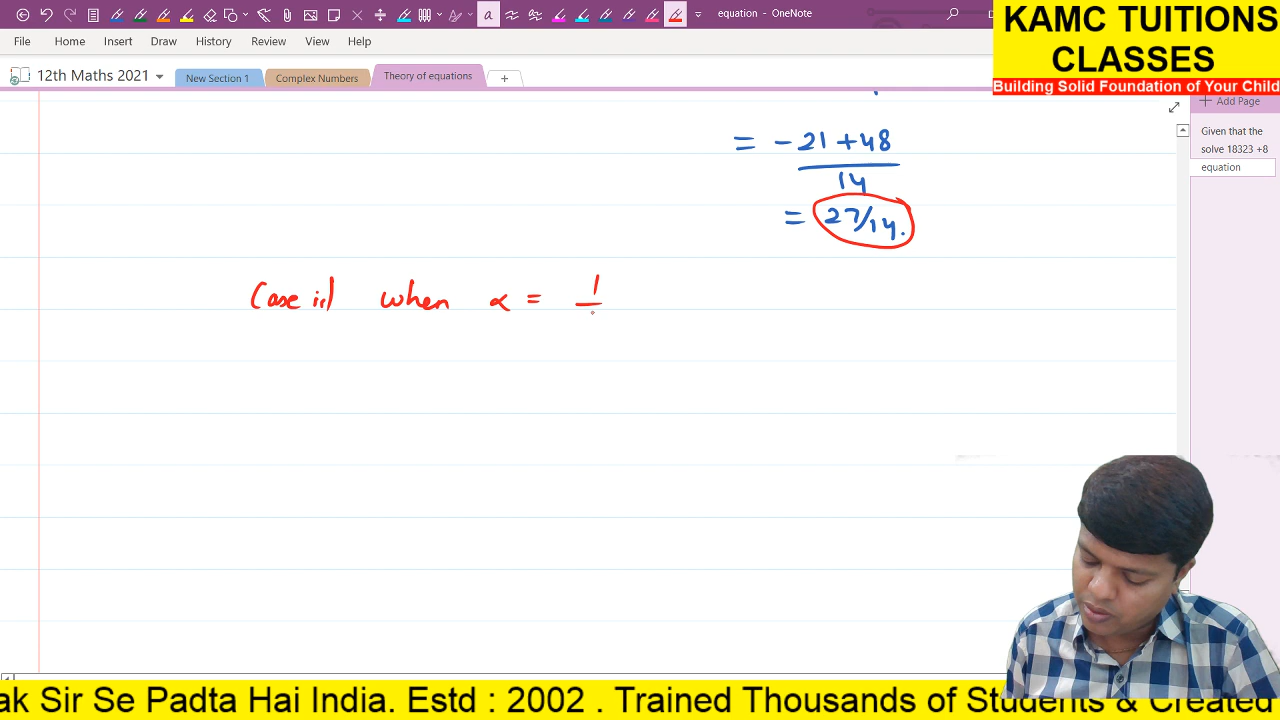 equation - OneNote
File Home Insert Draw History Review View Help
12th Maths 2021 New Section 1 Complex Numbers Theory of equations +
KAMC TUITIONS
CLASSES
Building Solid Foundation of Your Child
Add Page
Given that the
solve 18323 +8
equation
= -21 +48
14
= 27/14.
Case ii) when α = 1
ak Sir Se Padta Hai India. Estd : 2002 . Trained Thousands of Students & Created